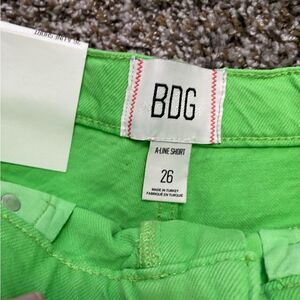 BDG
A-LINE SHORT
26
MADE IN TURKEY
FABRIQUÉ EN TURQUIE